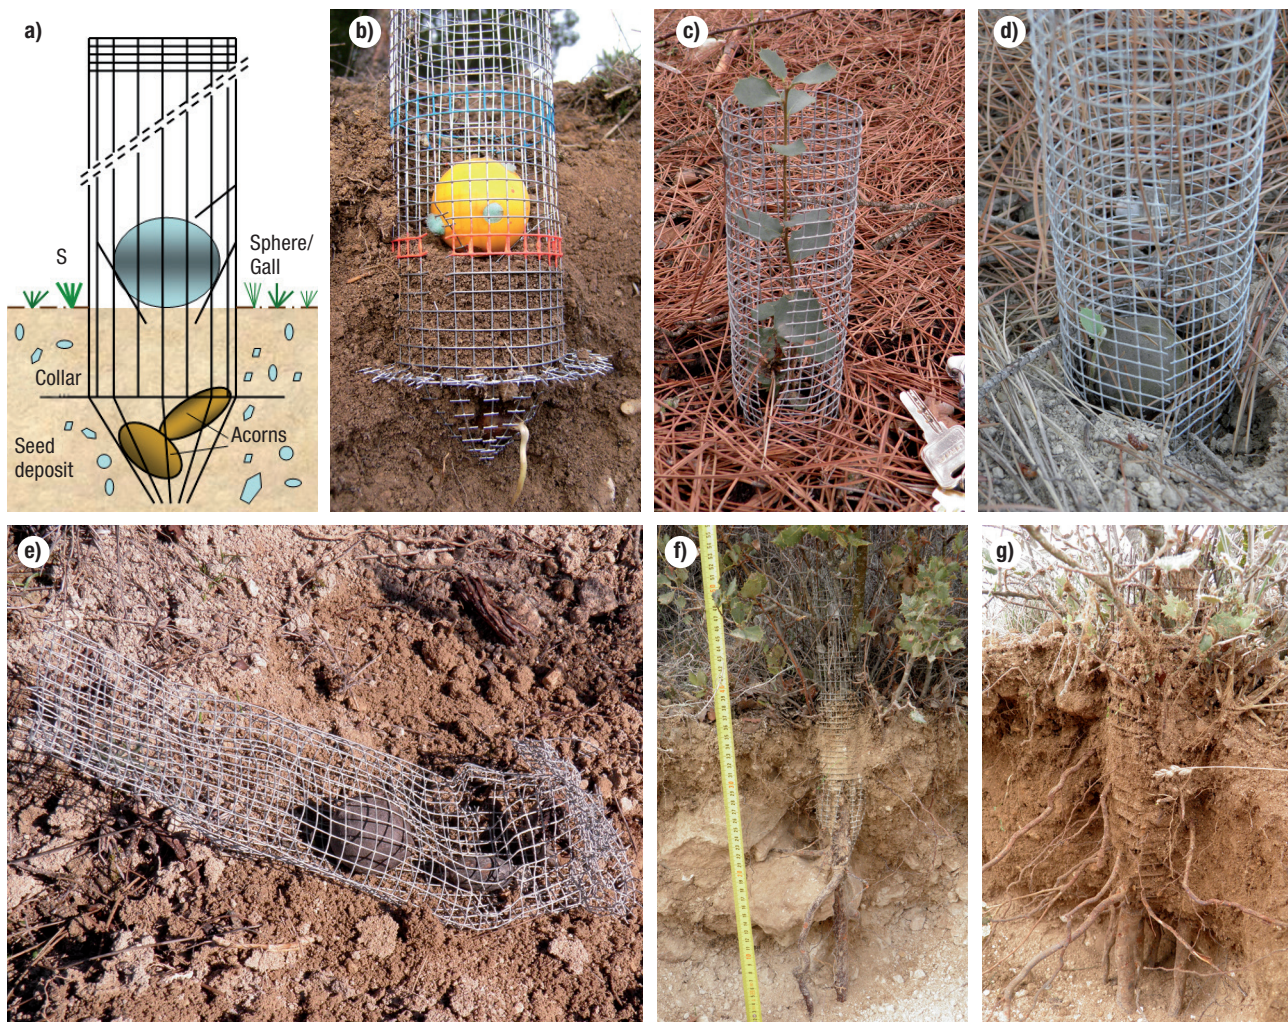 a)
b)
c)
d)
S
Sphere/
Gall
Collar
Acorns
Seed
deposit
e)
f)
g)